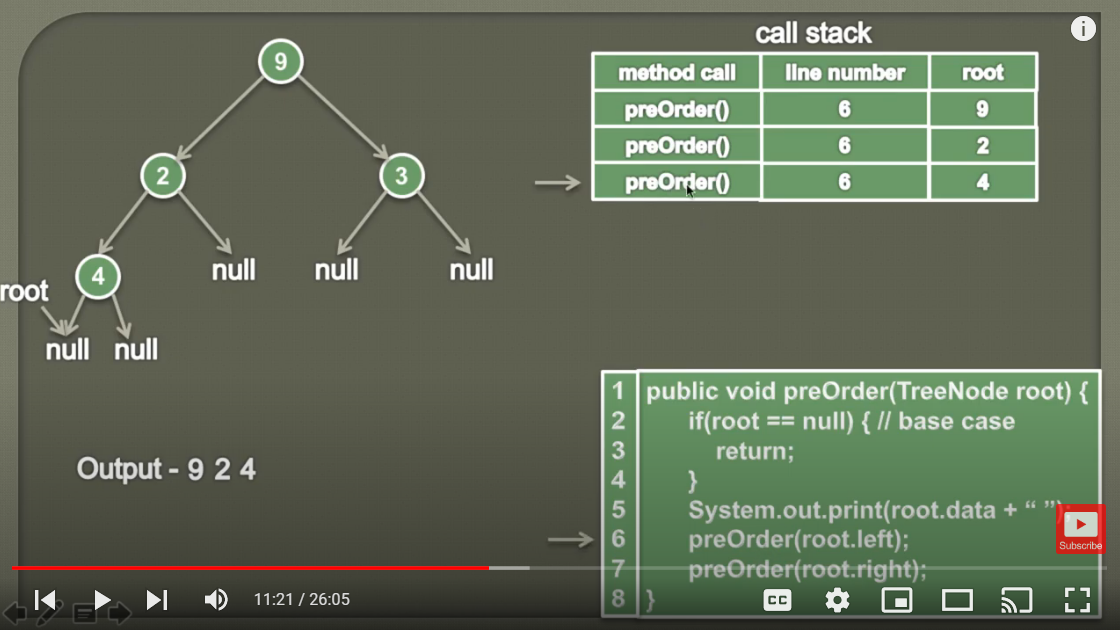 call stack
method call line number root
preOrder() 6 9
preOrder() 6 2
preOrder() 6 4
9
2 3
4 null null null
root
null null
Output - 9 2 4
1 public void preOrder(TreeNode root) {
2 if(root == null) { // base case
3 return;
4 }
5 System.out.print(root.data + “ ”);
6 preOrder(root.left);
7 preOrder(root.right);
8 }
Subscribe
11:21 / 26:05
CC
i